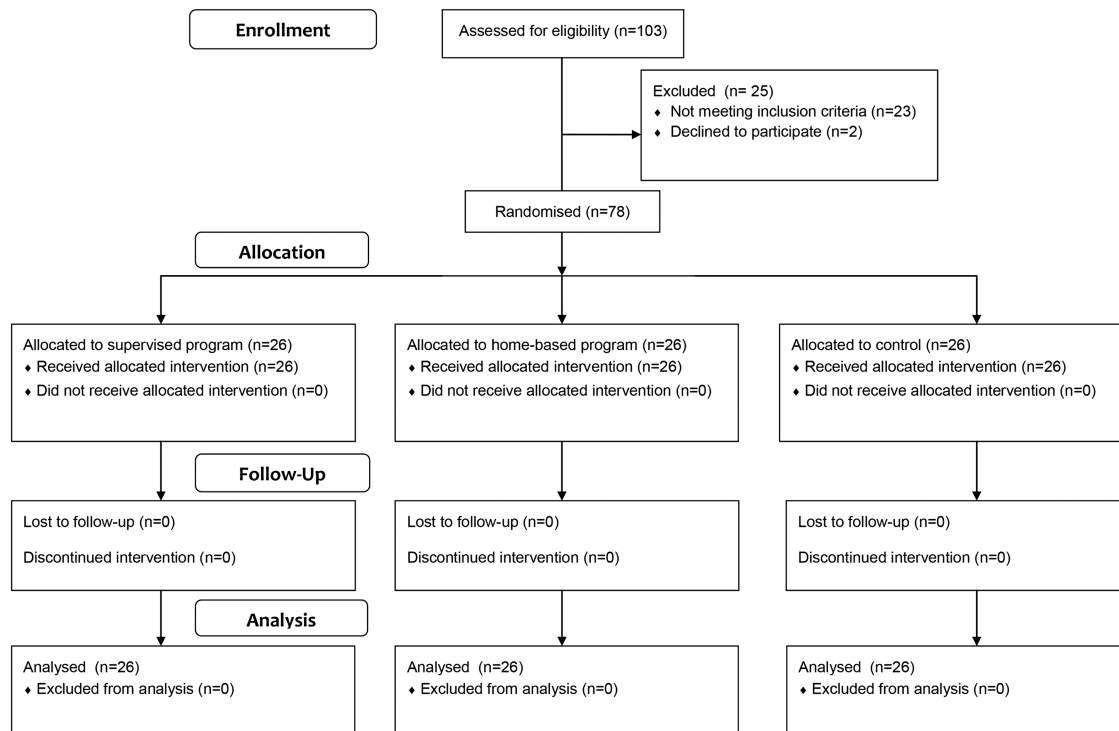 Enrollment
Assessed for eligibility (n=103)
Excluded (n= 25)
♦ Not meeting inclusion criteria (n=23)
♦ Declined to participate (n=2)
Randomised (n=78)
Allocation
Allocated to supervised program (n=26)
♦ Received allocated intervention (n=26)
♦ Did not receive allocated intervention (n=0)
Allocated to home-based program (n=26)
♦ Received allocated intervention (n=26)
♦ Did not receive allocated intervention (n=0)
Allocated to control (n=26)
♦ Received allocated intervention (n=26)
♦ Did not receive allocated intervention (n=0)
Follow-Up
Lost to follow-up (n=0)
Discontinued intervention (n=0)
Lost to follow-up (n=0)
Discontinued intervention (n=0)
Lost to follow-up (n=0)
Discontinued intervention (n=0)
Analysis
Analysed (n=26)
♦ Excluded from analysis (n=0)
Analysed (n=26)
♦ Excluded from analysis (n=0)
Analysed (n=26)
♦ Excluded from analysis (n=0)